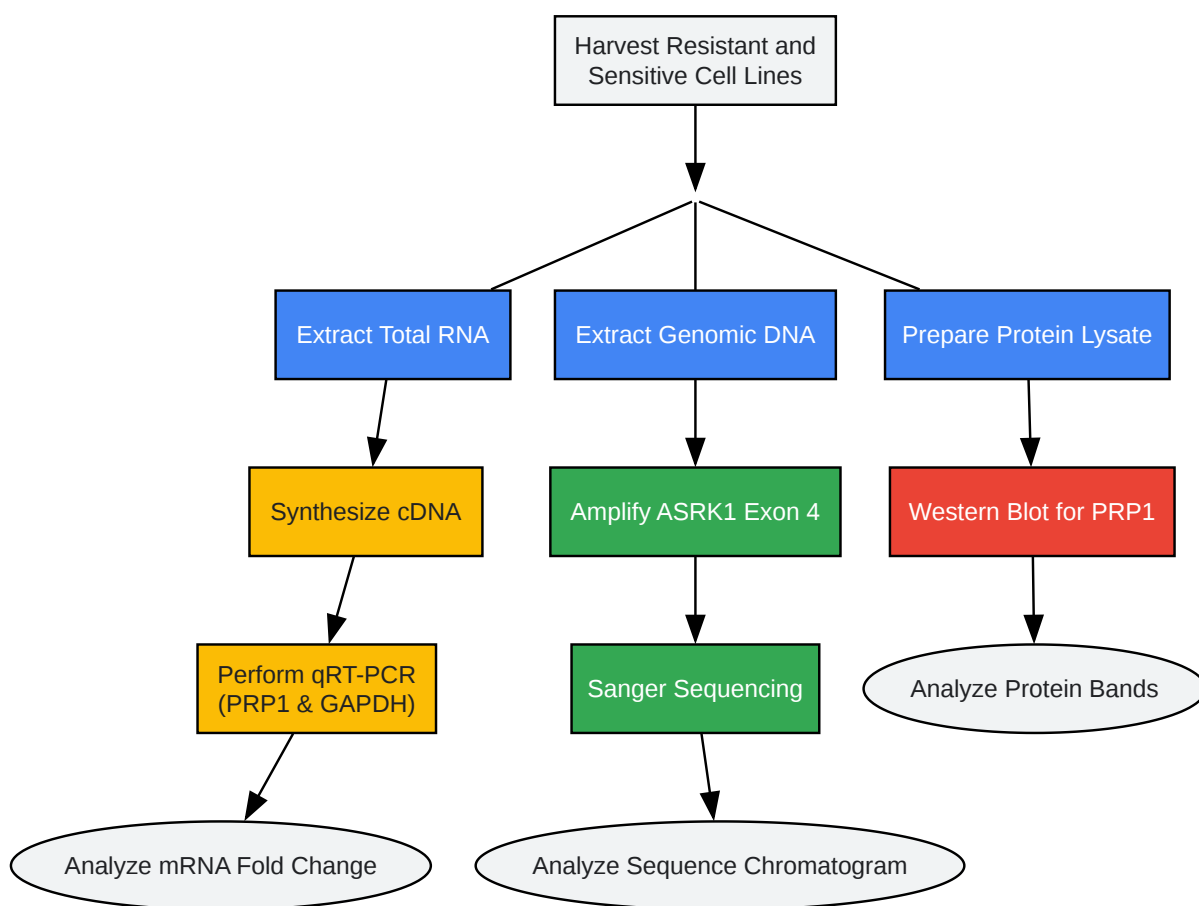 Harvest Resistant and
Sensitive Cell Lines
Extract Total RNA
Extract Genomic DNA
Prepare Protein Lysate
Synthesize cDNA
Amplify ASRK1 Exon 4
Western Blot for PRP1
Perform qRT-PCR
(PRP1 & GAPDH)
Sanger Sequencing
Analyze Protein Bands
Analyze mRNA Fold Change
Analyze Sequence Chromatogram